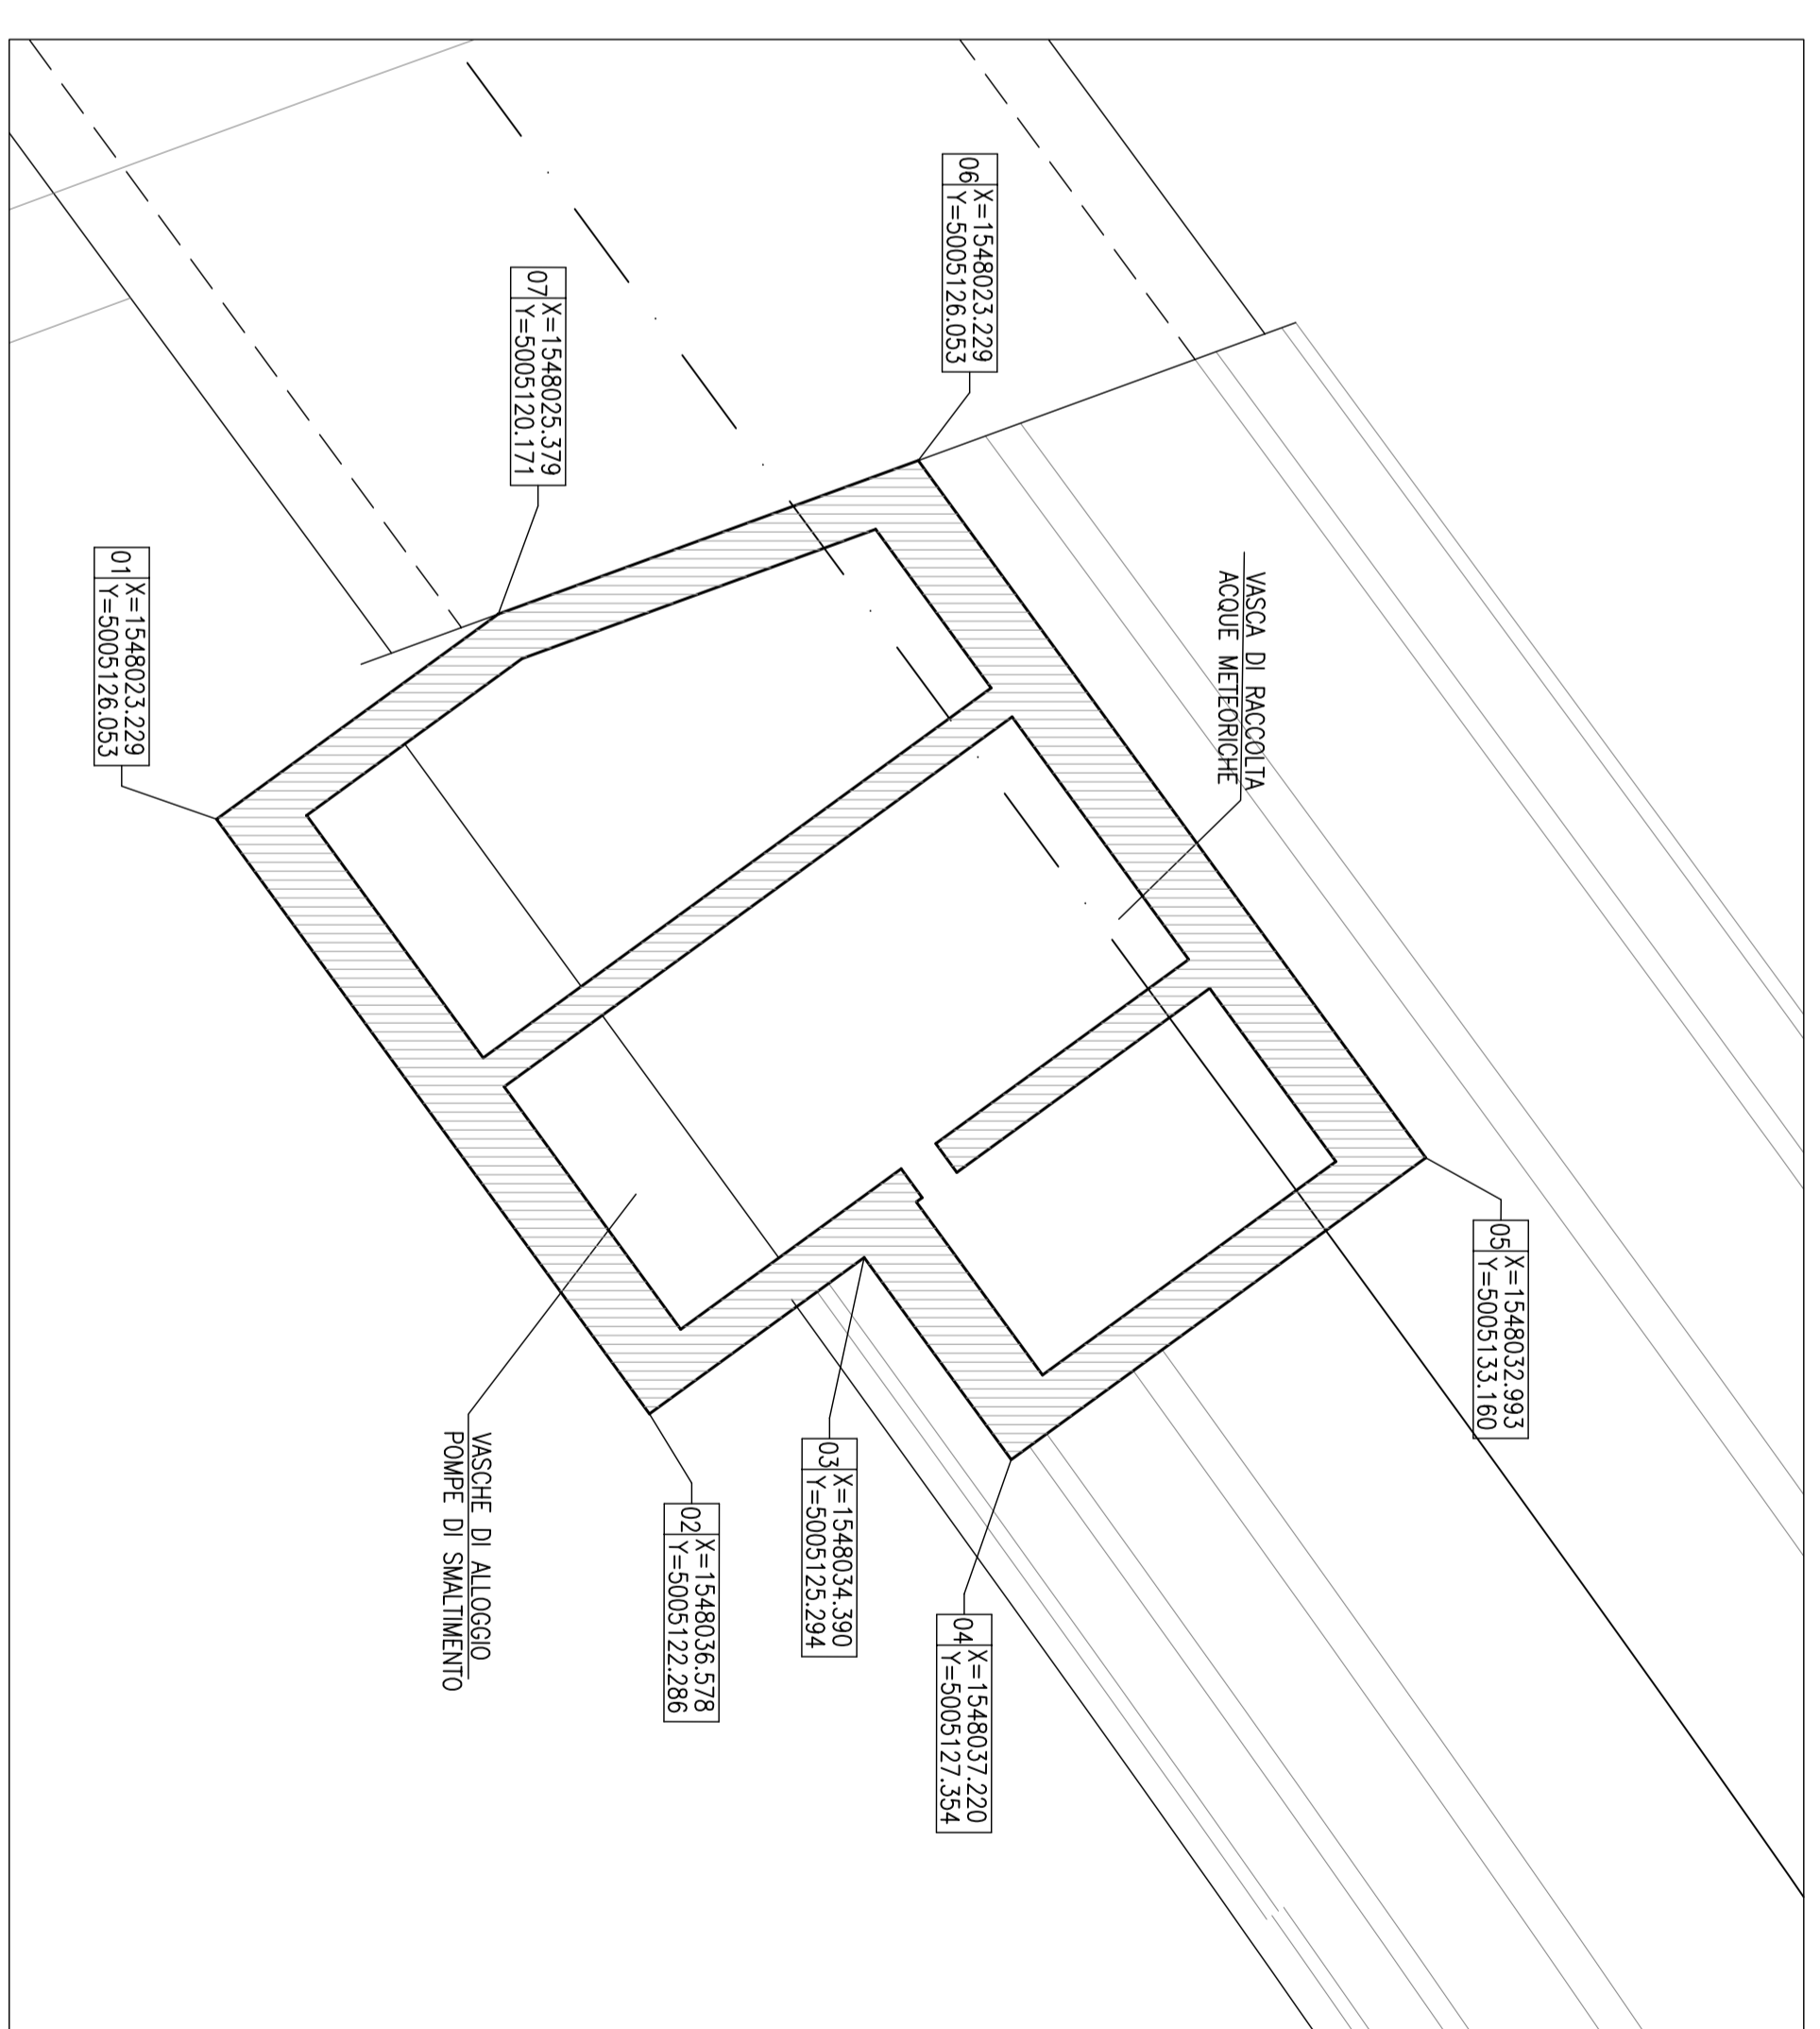 06
X=1548023.229
Y=5005126.053
07
X=1548025.379
Y=5005120.171
01
X=1548023.229
Y=5005126.053
VASCA DI RACCOLTA
ACQUE METEORICHE
05
X=1548032.993
Y=5005133.160
04
X=1548037.220
Y=5005127.354
03
X=1548034.390
Y=5005125.294
02
X=1548036.578
Y=5005122.286
VASCHE DI ALLOGGIO
POMPE DI SMALTIMENTO